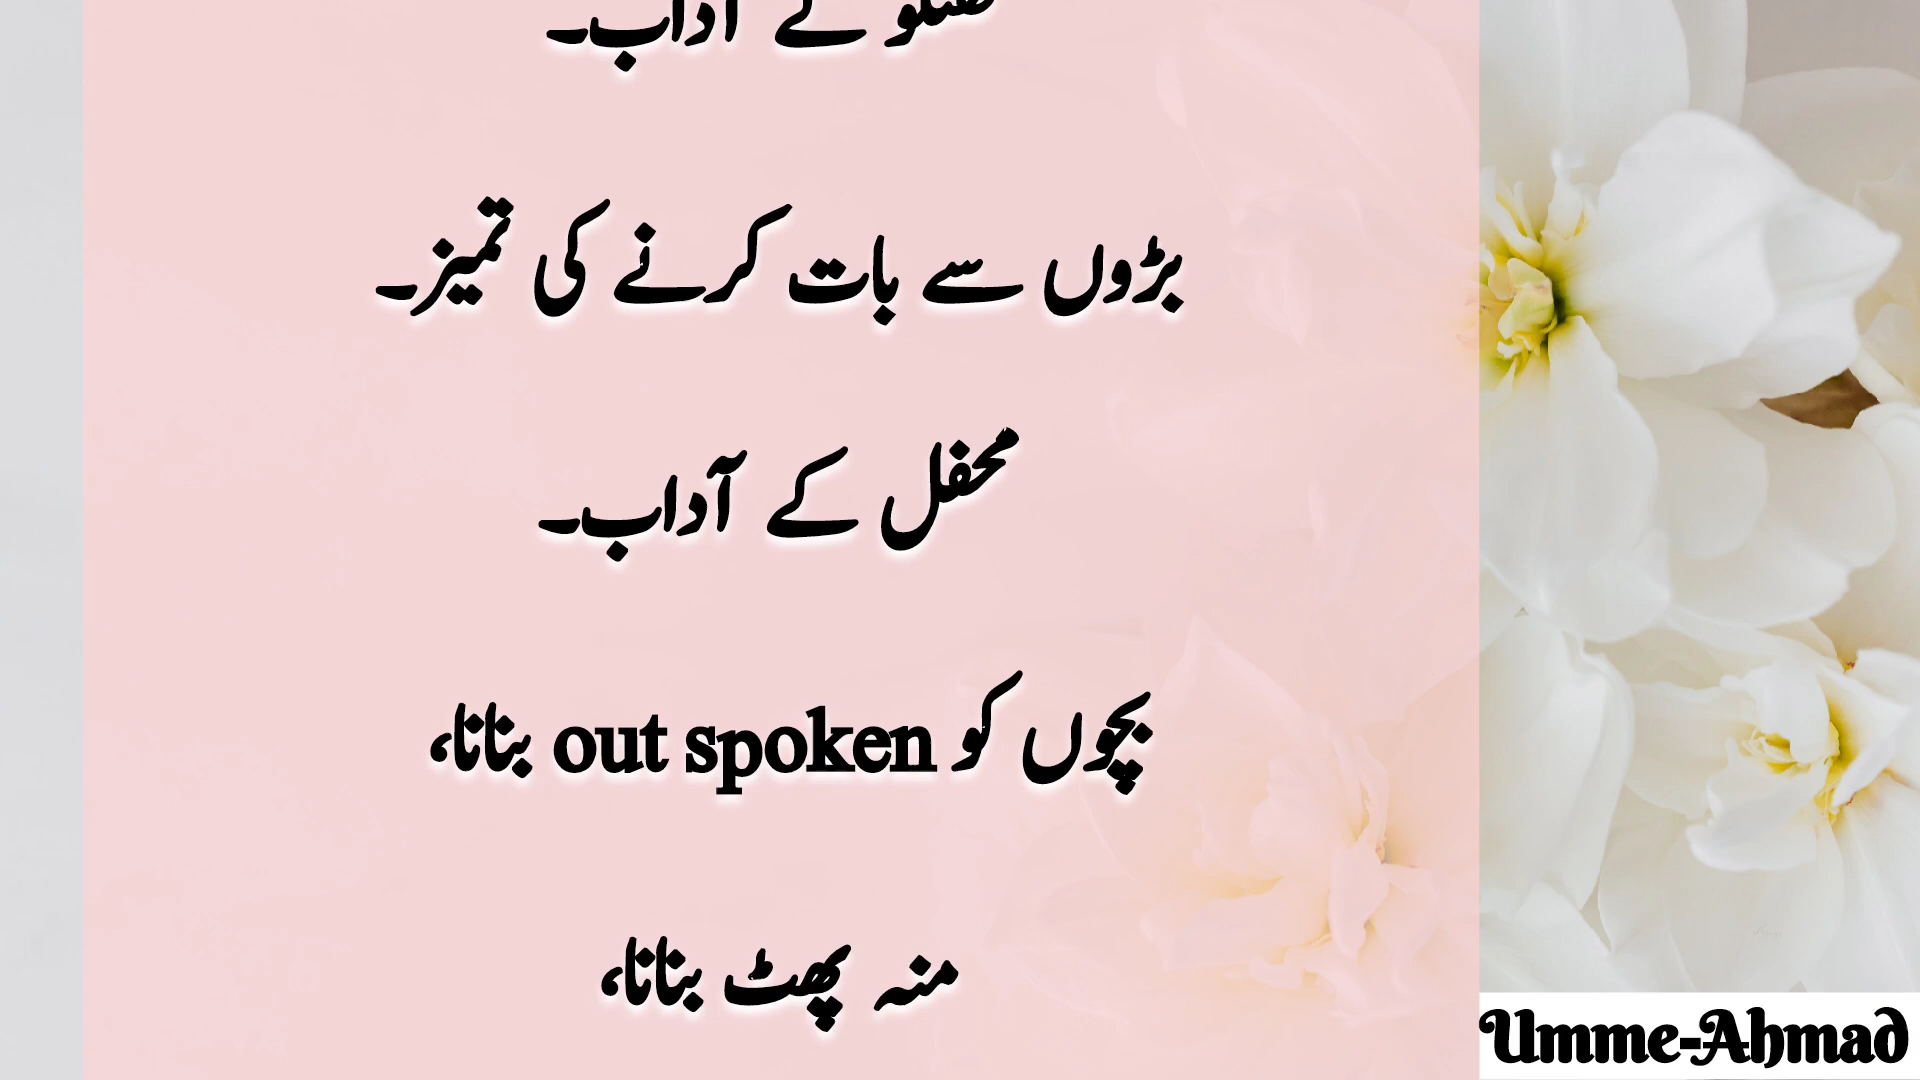 گفتگو کے آداب۔
بڑوں سے بات کرنے کی تمیز۔
محفل کے آداب۔
بچوں کو out spoken بنانا،
منہ پھٹ بنانا،
Umme-Ahmad